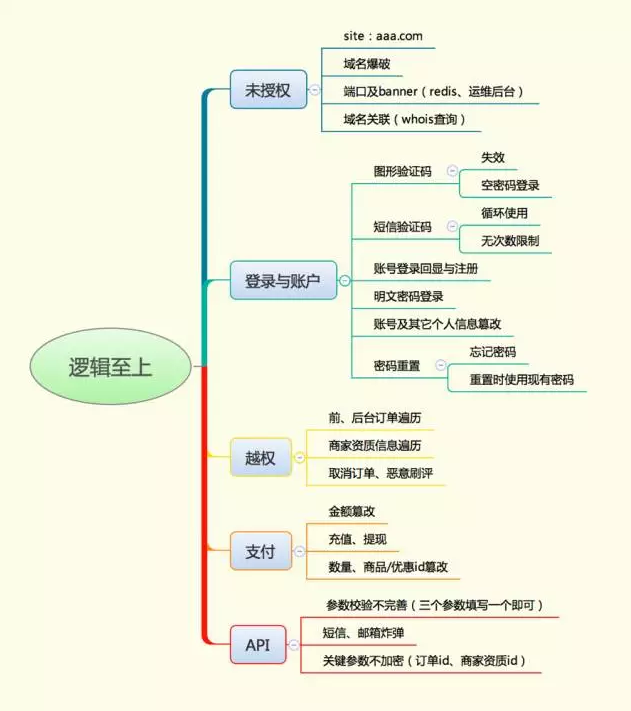 逻辑至上
未授权
site：aaa.com
域名爆破
端口及banner（redis、运维后台）
域名关联（whois查询）
登录与账户
图形验证码
失效
空密码登录
短信验证码
循环使用
无次数限制
账号登录回显与注册
明文密码登录
账号及其它个人信息篡改
密码重置
忘记密码
重置时使用现有密码
越权
前、后台订单遍历
商家资质信息遍历
取消订单、恶意刷评
支付
金额篡改
充值、提现
数量、商品/优惠id篡改
API
参数校验不完善（三个参数填写一个即可）
短信、邮箱炸弹
关键参数不加密（订单id、商家资质id）